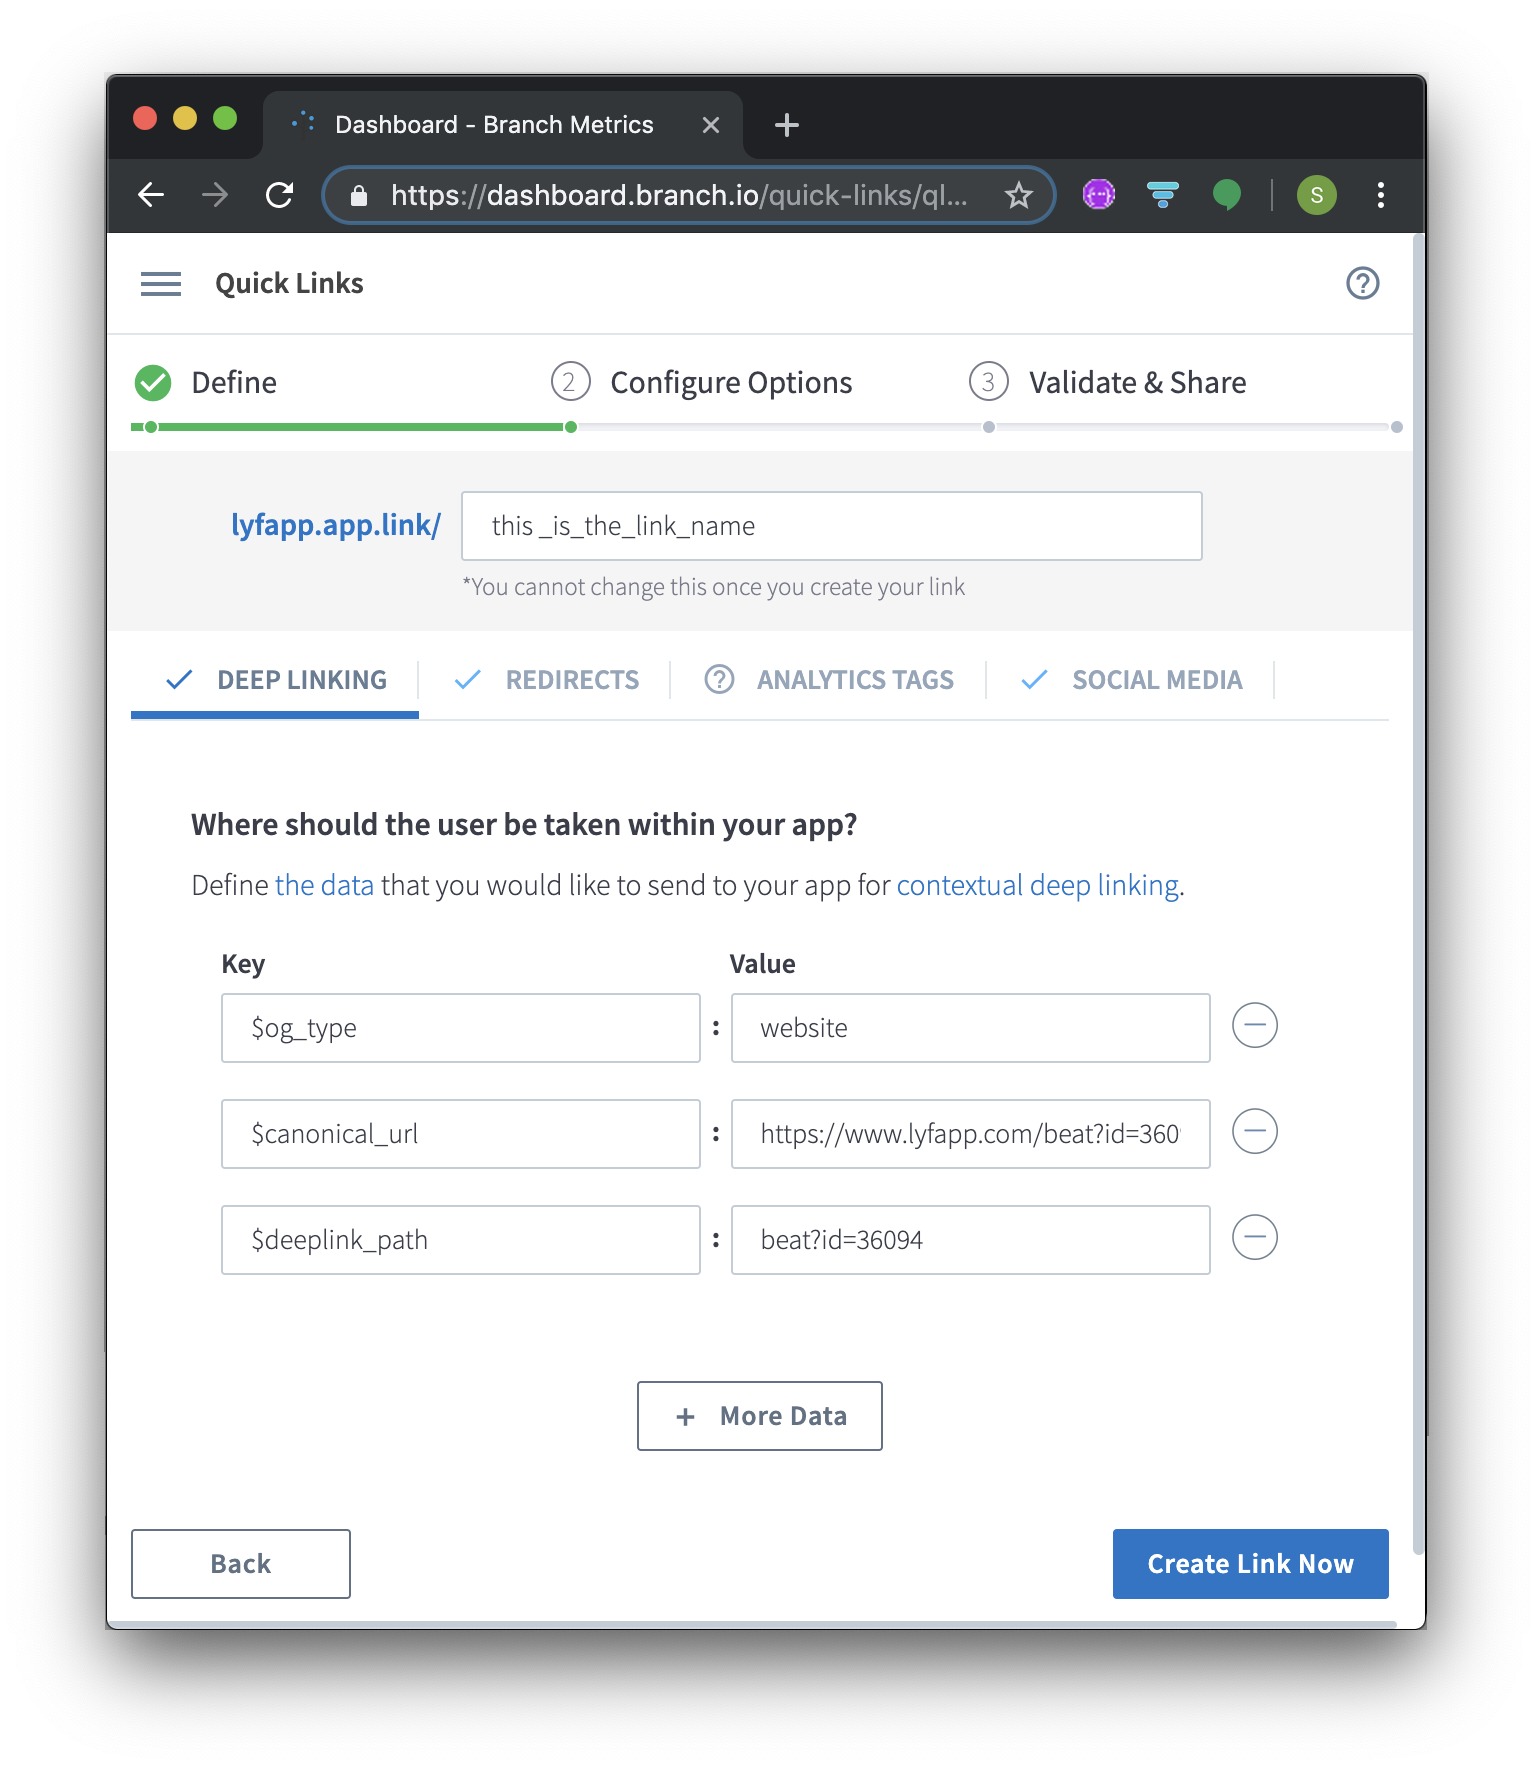 Dashboard - Branch Metrics
https://dashboard.branch.io/quick-links/ql...
S
Quick Links
?
Define
2 Configure Options
3 Validate & Share
lyfapp.app.link/
this _is_the_link_name
*You cannot change this once you create your link
DEEP LINKING
REDIRECTS
? ANALYTICS TAGS
SOCIAL MEDIA
Where should the user be taken within your app?
Define the data that you would like to send to your app for contextual deep linking.
Key Value
$og_type : website
$canonical_url : https://www.lyfapp.com/beat?id=360
$deeplink_path : beat?id=36094
+ More Data
Back
Create Link Now